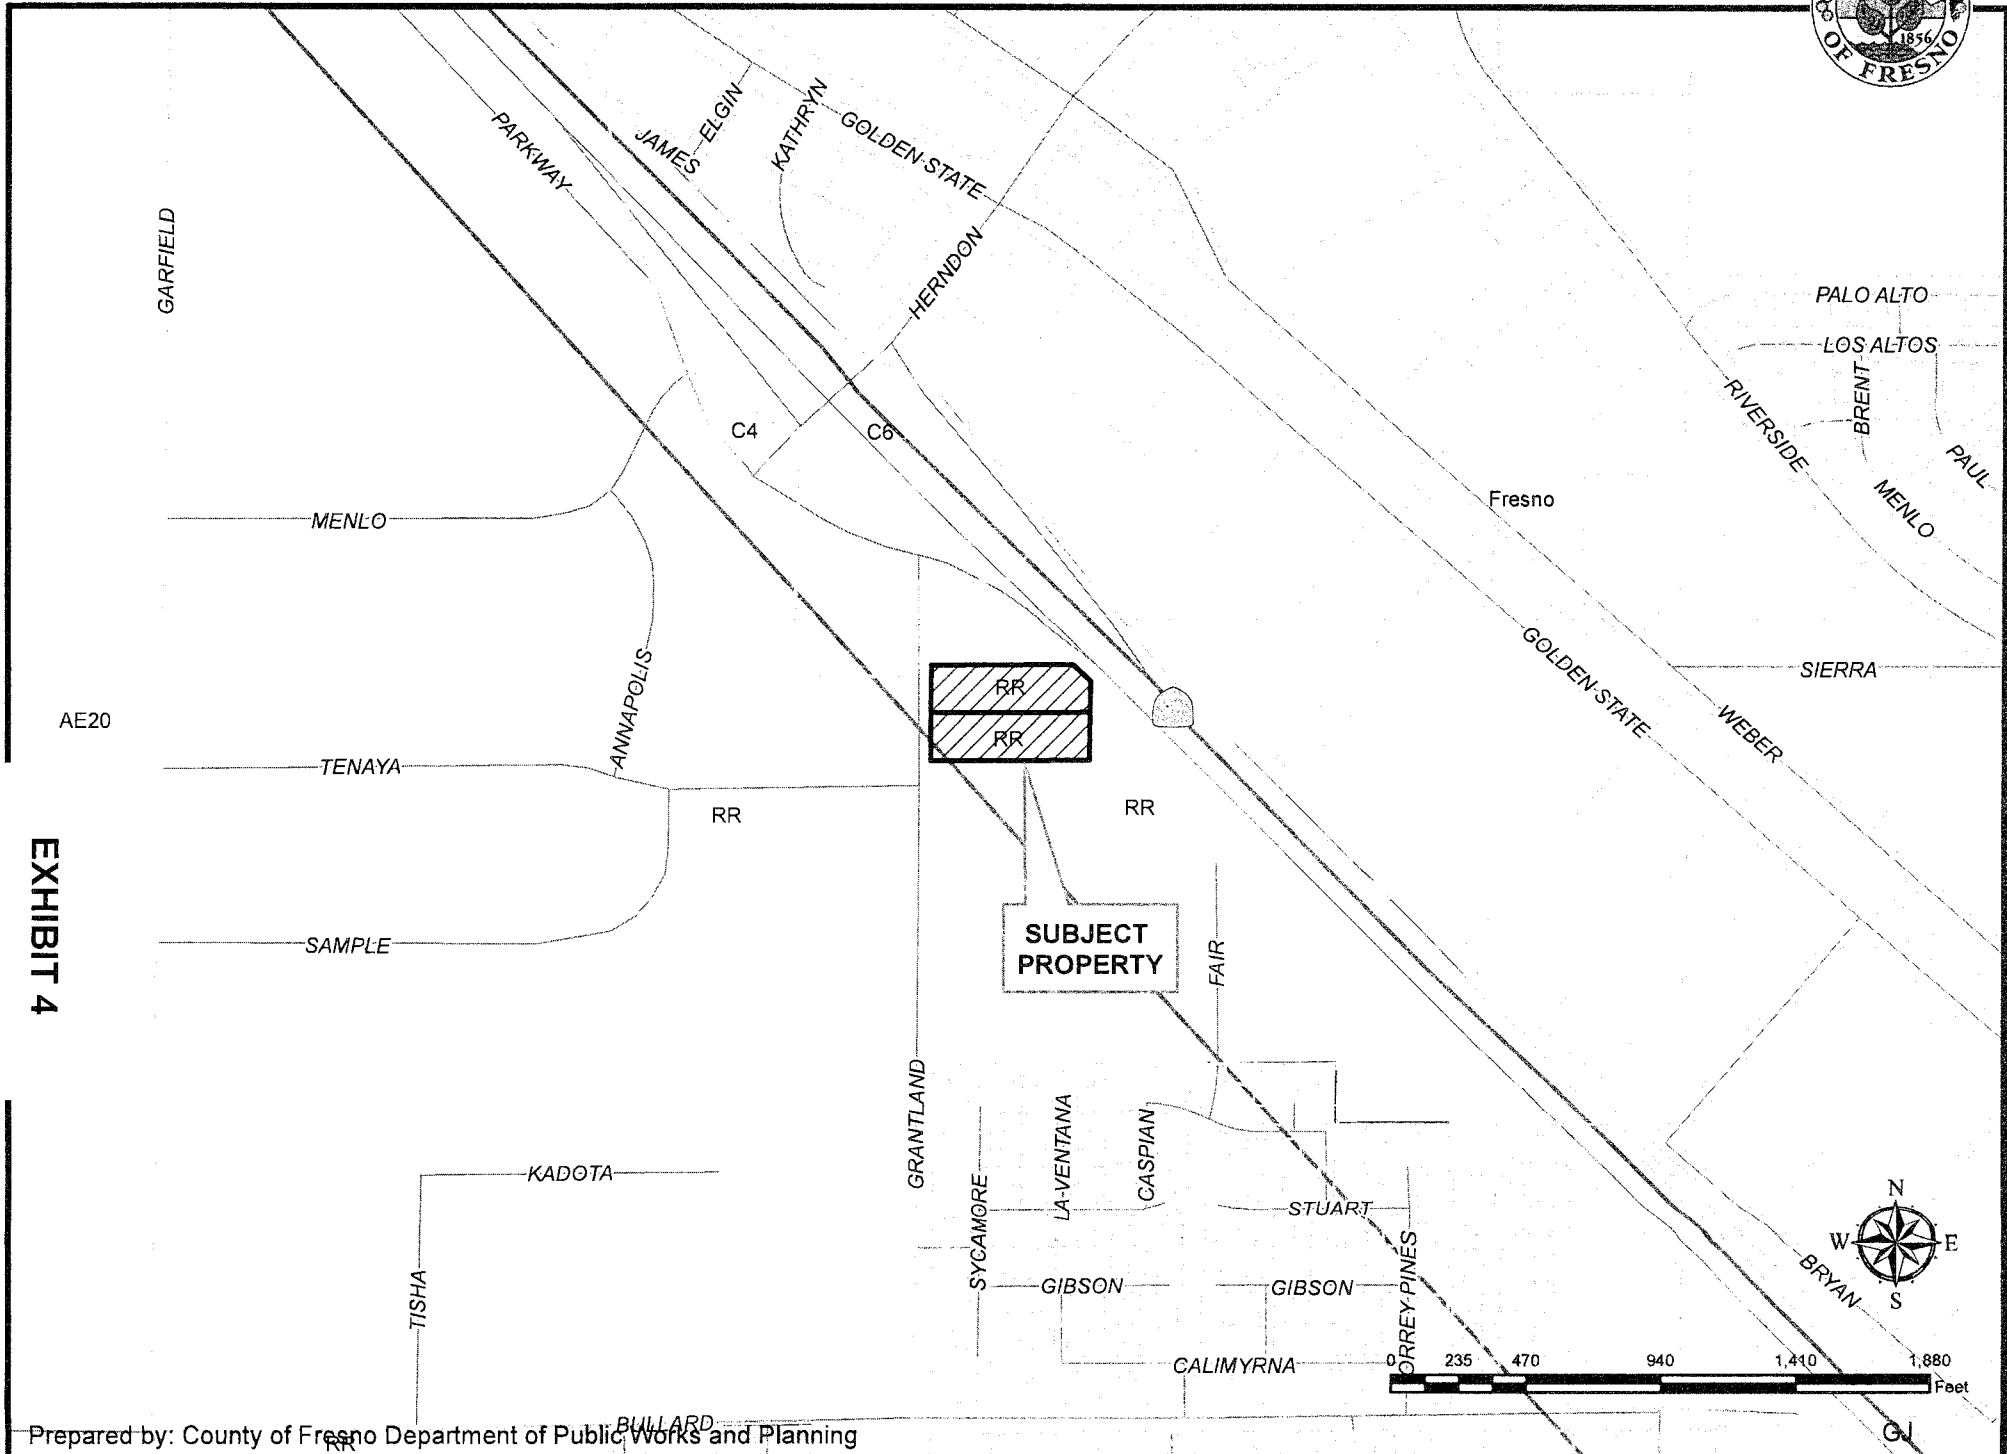 1856
OF FRESNO
ELGIN
KATHRYN
PARKWAY
JAMES
GOLDEN STATE
GARFIELD
HERNDON
PALO ALTO
LOS ALTOS
BRENT
RIVERSIDE
PAUL
MENLO
C4
C6
Fresno
MENLO
ANNAPOLIS
RR
RR
GOLDEN STATE
SIERRA
WEBER
AE20
TENAYA
RR
RR
EXHIBIT 4
SAMPLE
SUBJECT
PROPERTY
FAIR
GRANTLAND
KADOTA
SYCAMORE
LA VENTANA
CASPIAN
STUART
TISHA
GIBSON
GIBSON
ORREY PINES
BRYAN
N
W
E
S
CALIMYRNA
0 235 470 940 1,410 1,880
Feet
BULLARD
RR
Prepared by: County of Fresno Department of Public Works and Planning
GJ